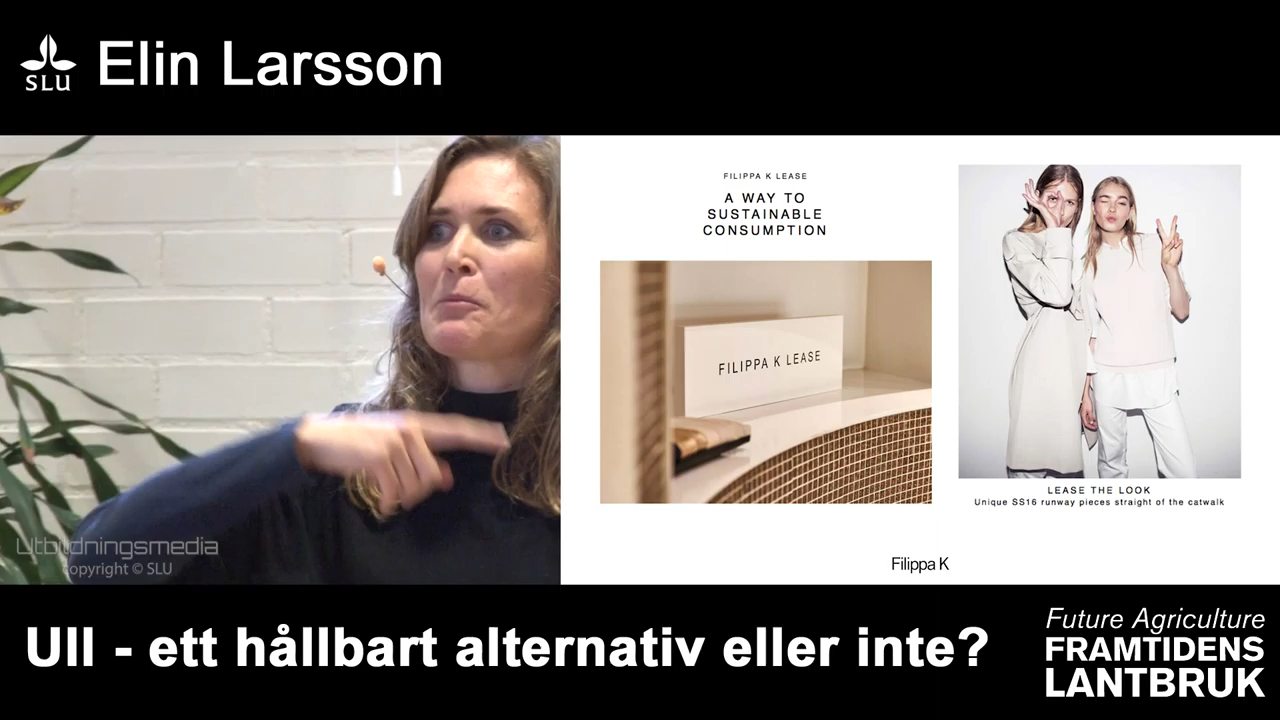 SLU
Elin Larsson
FILIPPA K LEASE
A WAY TO
SUSTAINABLE
CONSUMPTION
FILIPPA K LEASE
LEASE THE LOOK
Unique SS16 runway pieces straight of the catwalk
Filippa K
Utbildningsmedia
copyright © SLU
Ull - ett hållbart alternativ eller inte?
Future Agriculture
FRAMTIDENS
LANTBRUK